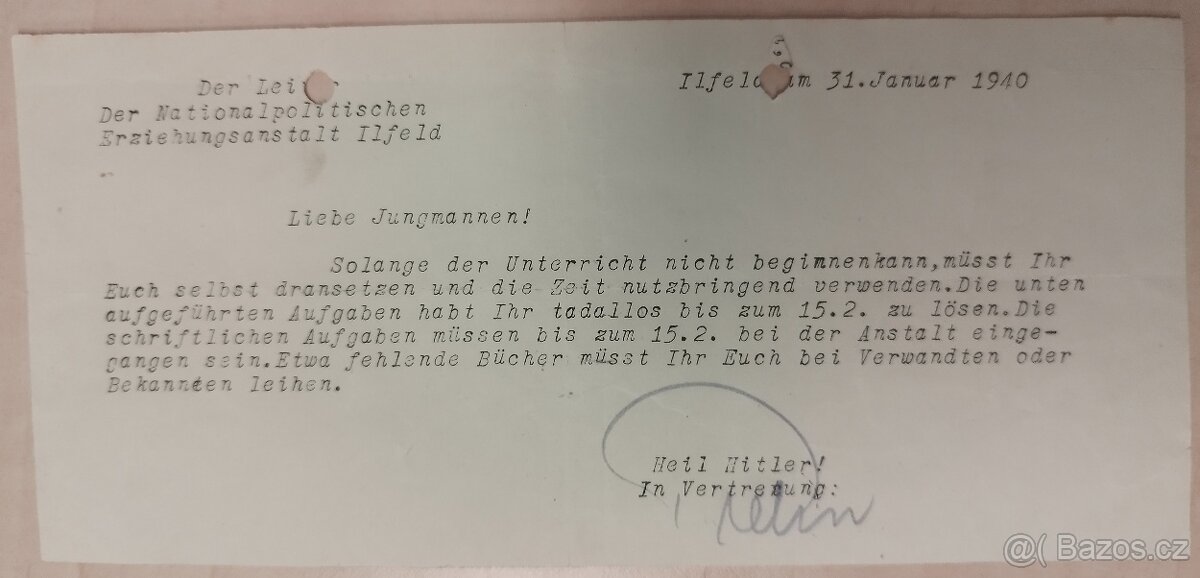 Der Leiter
Ilfeld am 31.Januar 1940
Der Nationalpolitischen
Erziehungsanstalt Ilfeld
Liebe Jungmannen!
Solange der Unterricht nicht begimnenkann,müsst Ihr
Euch selbst dransetzen und die Zeit nutzbringend verwenden.Die unten
aufgeführten Aufgaben habt Ihr tadallos bis zum 15.2. zu lösen.Die
schriftlichen Aufgaben müssen bis zum 15.2. bei der Anstalt einge-
gangen sein.Etwa fehlende Bücher müsst Ihr Euch bei Verwandten oder
Bekannten leihen.
Heil Hitler!
In Vertretung:
@( Bazos.cz